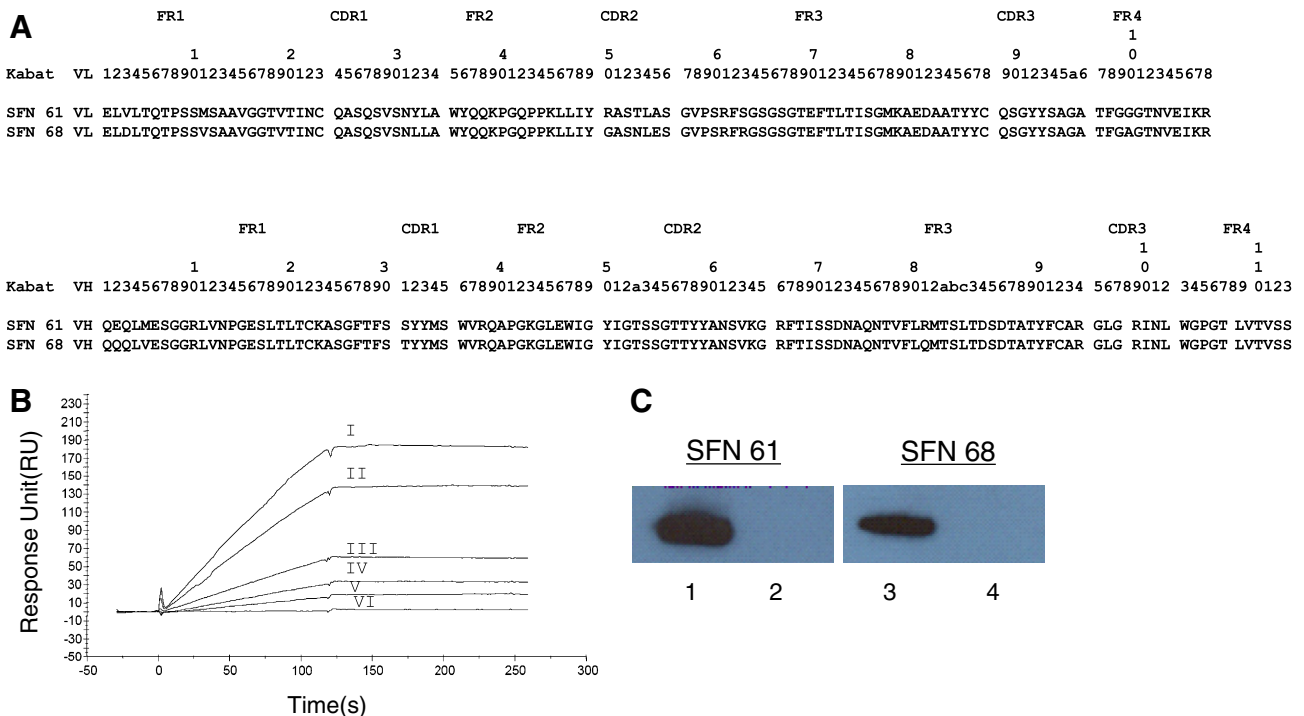 A
FR1 CDR1 FR2 CDR2 FR3 CDR3 FR4
1
1 2 3 4 5 6 7 8 9 0
Kabat VL 12345678901234567890123 45678901234 567890123456789 0123456 78901234567890123456789012345678 9012345a6 789012345678
SFN 61 VL ELVLTQTPSSMSAAVGGTVTINC QASQSVSNYLA WYQQKPGQPPKLLIY RASTLAS GVPSRFSGSGSGTEFTLTISGMKAEDAATYYC QSGYYSAGA TFGGGTNVEIKR
SFN 68 VL ELDLTQTPSSVSAAVGGTVTINC QASQSVSNLLA WYQQKPGQPPKLLIY GASNLES GVPSRFRGSGSGTEFTLTISGMKAEDAATYYC QSGYYSAGA TFGAGTNVEIKR
FR1 CDR1 FR2 CDR2 FR3 CDR3 FR4
1 1
1 2 3 4 5 6 7 8 9 0 1
Kabat VH 123456789012345678901234567890 12345 67890123456789 012a3456789012345 67890123456789012abc345678901234 56789012 3456789 0123
SFN 61 VH QEQLMESGGRLVNPGESLTLTCKASGFTFS SYYMS WVRQAPGKGLEWIG YIGTSSGTTYYANSVKG RFTISSDNAQNTVFLRMTSLTDSDTATYFCAR GLG RINL WGPGT LVTVSS
SFN 68 VH QQQLVESGGRLVNPGESLTLTCKASGFTFS TYYMS WVRQAPGKGLEWIG YIGTSSGTTYYANSVKG RFTISSDNAQNTVFLQMTSLTDSDTATYFCAR GLG RINL WGPGT LVTVSS
B
Response Unit(RU)
230
210
190
170
150
130
110
90
70
50
30
10
-10
-30
-50
I
II
III
IV
V
VI
-50 0 50 100 150 200 250 300
Time(s)
C
SFN 61 SFN 68
1 2 3 4